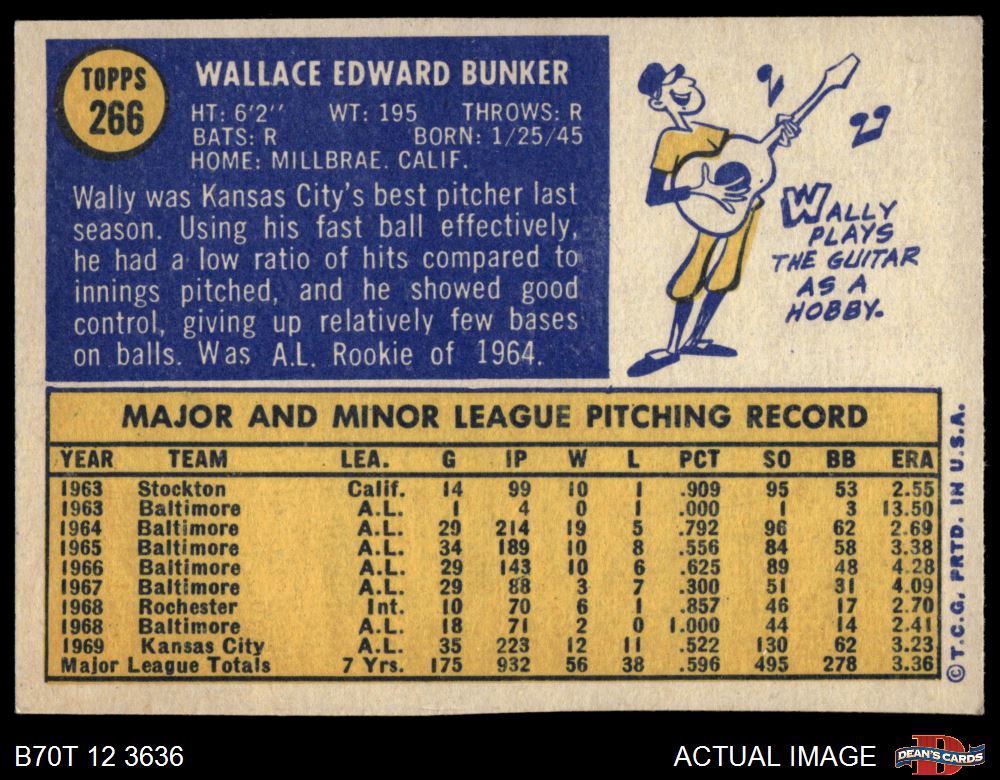 TOPPS
266
WALLACE EDWARD BUNKER
HT: 6'2'' WT: 195 THROWS: R
BATS: R BORN: 1/25/45
HOME: MILLBRAE. CALIF.
Wally was Kansas City's best pitcher last
season. Using his fast ball effectively,
he had a low ratio of hits compared to
innings pitched, and he showed good
control, giving up relatively few bases
on balls. Was A.L. Rookie of 1964.
WALLY
PLAYS
THE GUITAR
AS A
HOBBY.
MAJOR AND MINOR LEAGUE PITCHING RECORD
YEAR TEAM LEA. G IP W L PCT SO BB ERA
1963 Stockton Calif. 14 99 10 1 .909 95 53 2.55
1963 Baltimore A.L. 1 4 0 1 .000 1 3 13.50
1964 Baltimore A.L. 29 214 19 5 .792 96 62 2.69
1965 Baltimore A.L. 34 189 10 8 .556 84 58 3.38
1966 Baltimore A.L. 29 143 10 6 .625 89 48 4.28
1967 Baltimore A.L. 29 88 3 7 .300 51 31 4.09
1968 Rochester Int. 10 70 6 1 .857 46 17 2.70
1968 Baltimore A.L. 18 71 2 0 1.000 44 14 2.41
1969 Kansas City A.L. 35 223 12 11 .522 130 62 3.23
Major League Totals 7 Yrs. 175 932 56 38 .596 495 278 3.36
© T.C.G. PRTD. IN U.S.A.
B70T 12 3636
ACTUAL IMAGE
D
DEAN'S CARDS